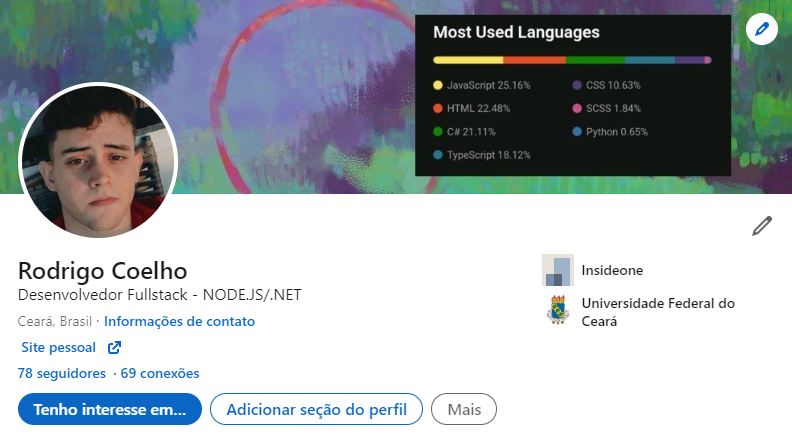 Most Used Languages
JavaScript 25.16%
CSS 10.63%
HTML 22.48%
SCSS 1.84%
C# 21.11%
Python 0.65%
TypeScript 18.12%
Rodrigo Coelho
Desenvolvedor Fullstack - NODE.JS/.NET
Ceará, Brasil · Informações de contato
Site pessoal
78 seguidores · 69 conexões
Insideone
Universidade Federal do
Ceará
Tenho interesse em...
Adicionar seção do perfil
Mais